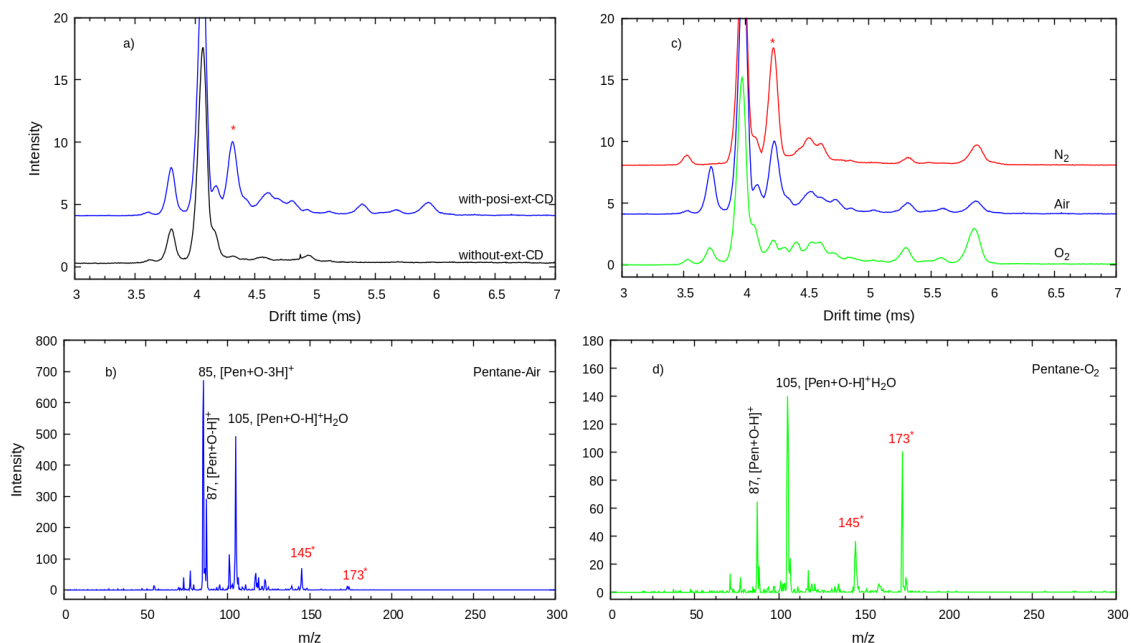 a)
20
15
10
5
0
Intensity
*
with-posi-ext-CD
without-ext-CD
3 3.5 4 4.5 5 5.5 6 6.5 7
Drift time (ms)
c)
20
15
10
5
0
*
N2
Air
O2
3 3.5 4 4.5 5 5.5 6 6.5 7
Drift time (ms)
b)
800
700
600
500
400
300
200
100
0
Intensity
85, [Pen+O-3H]+
Pentane-Air
87, [Pen+O-H]+
105, [Pen+O-H]+H2O
145*
173*
0 50 100 150 200 250 300
m/z
d)
180
160
140
120
100
80
60
40
20
0
Pentane-O2
105, [Pen+O-H]+H2O
87, [Pen+O-H]+
173*
145*
0 50 100 150 200 250 300
m/z